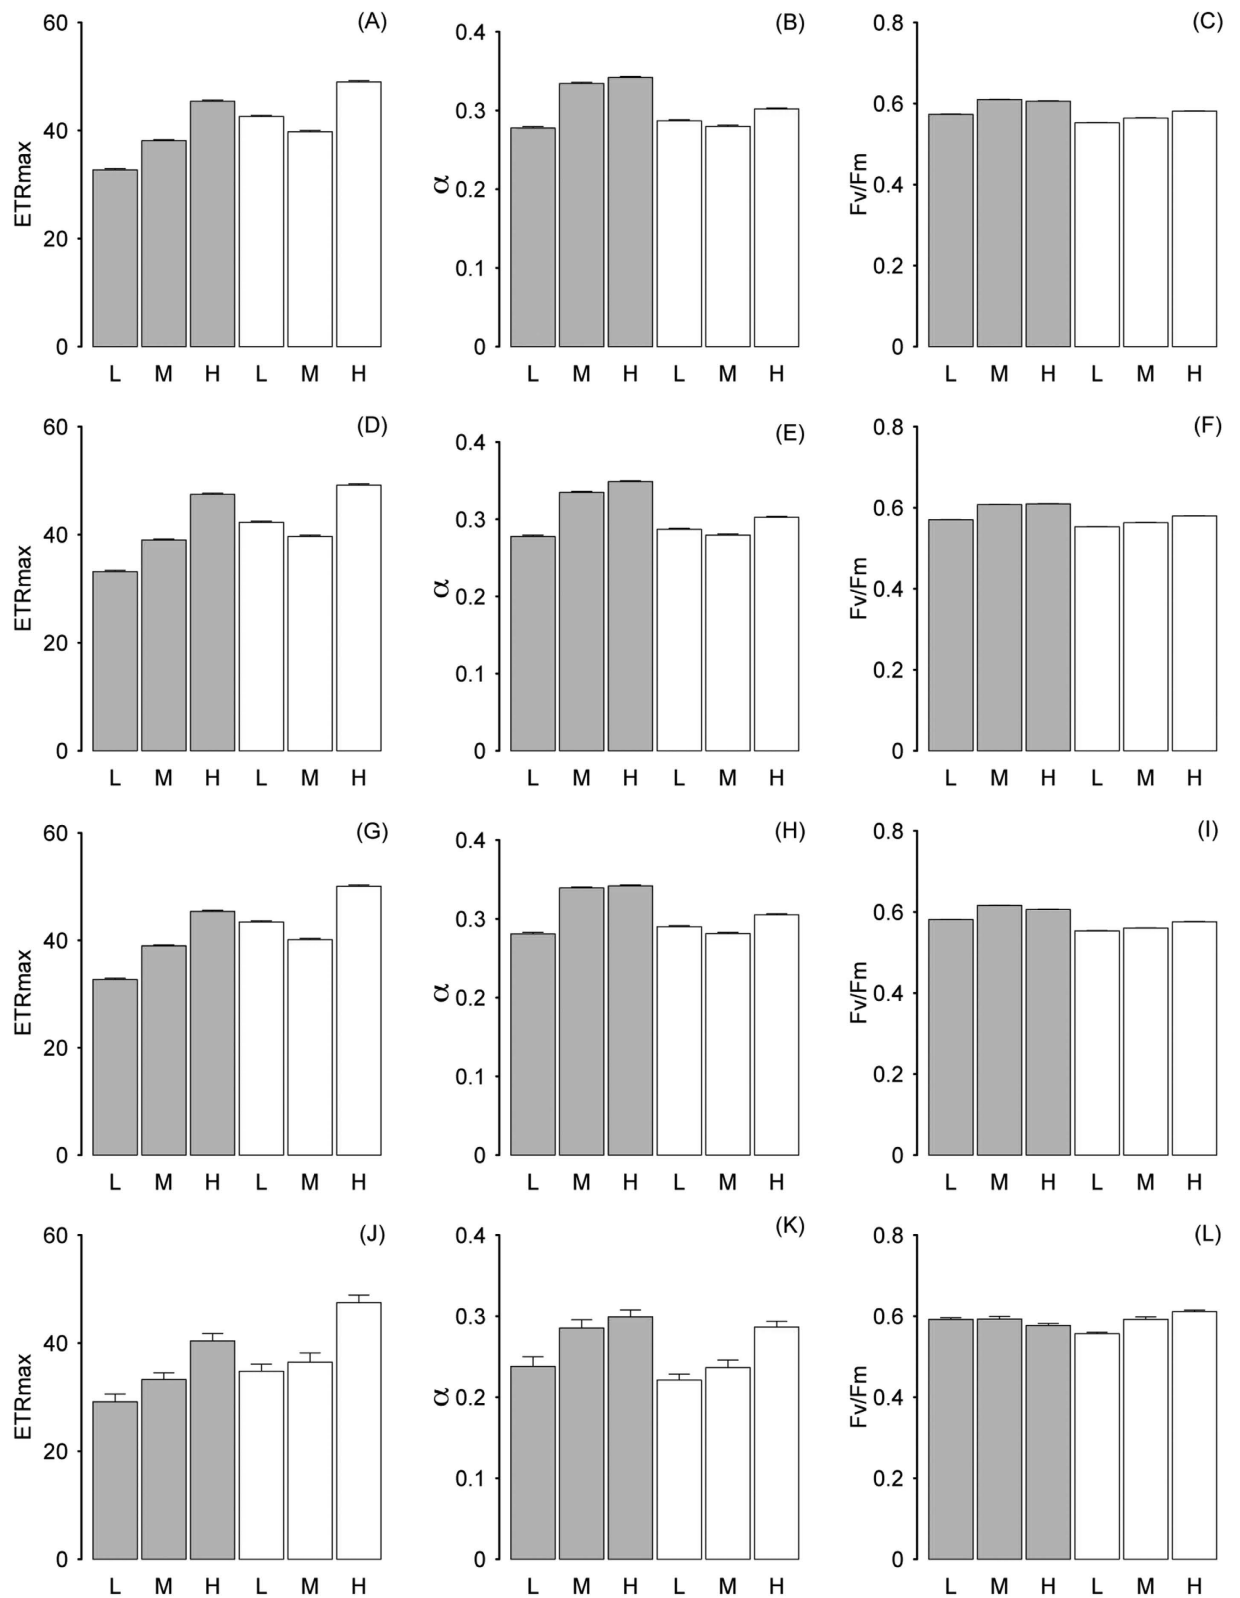 (A)
60
40
20
0
ETRmax
L M H L M H
(B)
0.4
0.3
0.2
0.1
0
α
L M H L M H
(C)
0.8
0.6
0.4
0.2
0
Fv/Fm
L M H L M H
(D)
60
40
20
0
ETRmax
L M H L M H
(E)
0.4
0.3
0.2
0.1
0
α
L M H L M H
(F)
0.8
0.6
0.4
0.2
0
Fv/Fm
L M H L M H
(G)
60
40
20
0
ETRmax
L M H L M H
(H)
0.4
0.3
0.2
0.1
0
α
L M H L M H
(I)
0.8
0.6
0.4
0.2
0
Fv/Fm
L M H L M H
(J)
60
40
20
0
ETRmax
L M H L M H
(K)
0.4
0.3
0.2
0.1
0
α
L M H L M H
(L)
0.8
0.6
0.4
0.2
0
Fv/Fm
L M H L M H